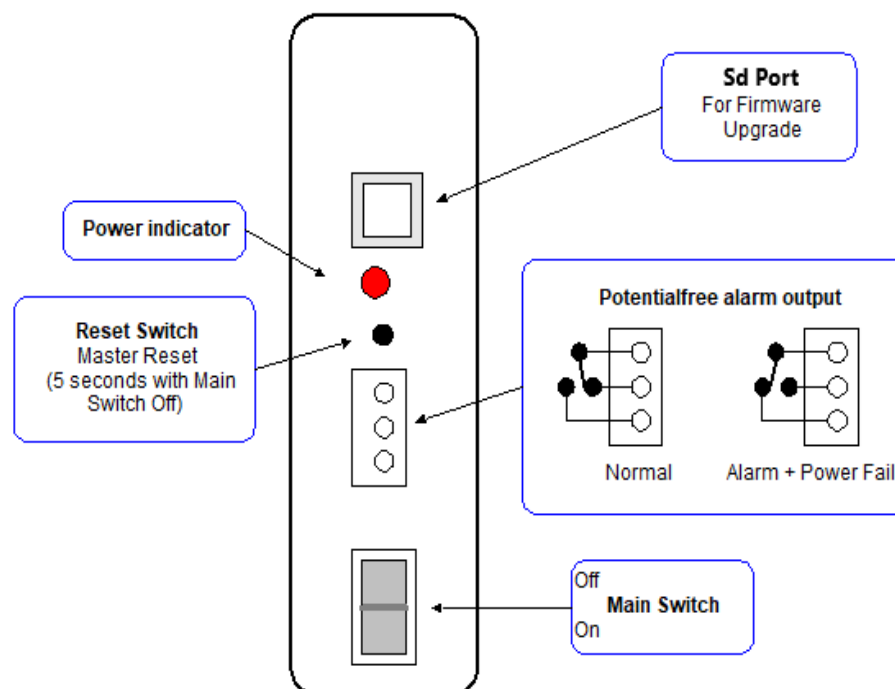 Sd Port
For Firmware
Upgrade
Power indicator
Reset Switch
Master Reset
(5 seconds with Main
Switch Off)
Potentialfree alarm output
Normal
Alarm + Power Fail
Off
Main Switch
On